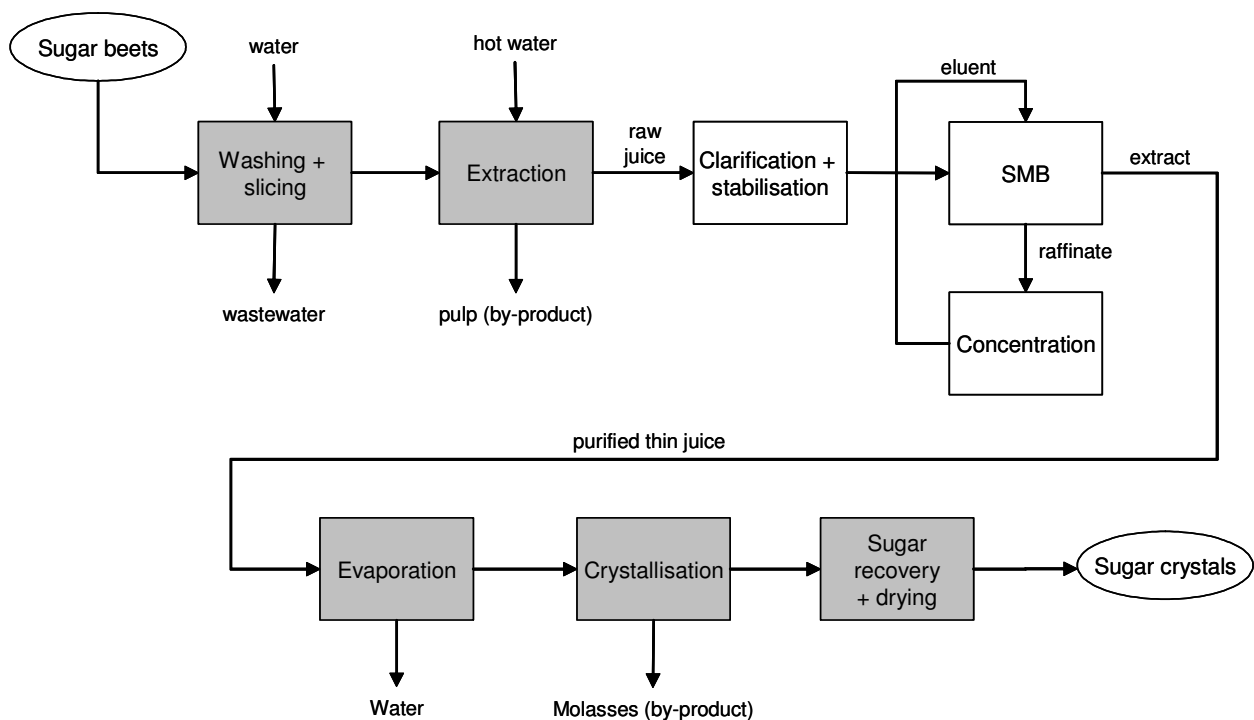 Sugar beets
water
hot water
eluent
Washing +
slicing
Extraction
raw
juice
Clarification +
stabilisation
SMB
extract
raffinate
wastewater
pulp (by-product)
Concentration
purified thin juice
Evaporation
Crystallisation
Sugar
recovery
+ drying
Sugar crystals
Water
Molasses (by-product)